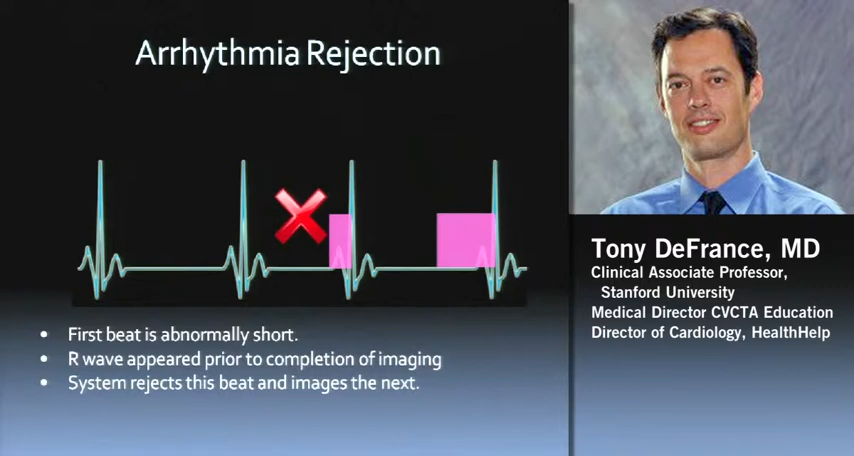 Arrhythmia Rejection
• First beat is abnormally short.
• R wave appeared prior to completion of imaging
• System rejects this beat and images the next.
Tony DeFrance, MD
Clinical Associate Professor,
Stanford University
Medical Director CVCTA Education
Director of Cardiology, HealthHelp